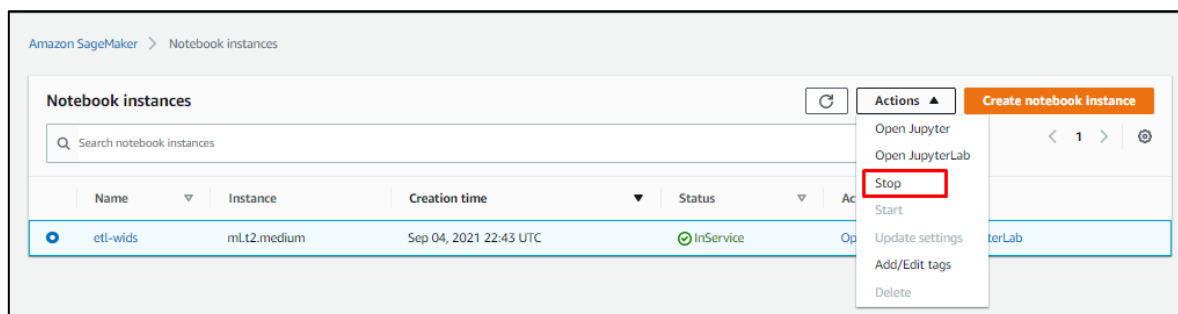 Amazon SageMaker > Notebook instances
Notebook instances
Actions ▲
Create notebook instance
Search notebook instances
< 1 >
Open Jupyter
Open JupyterLab
Stop
Start
Update settings
Add/Edit tags
Delete
Name Instance Creation time Status Ac
etl-wids ml.t2.medium Sep 04, 2021 22:43 UTC InService Op terLab